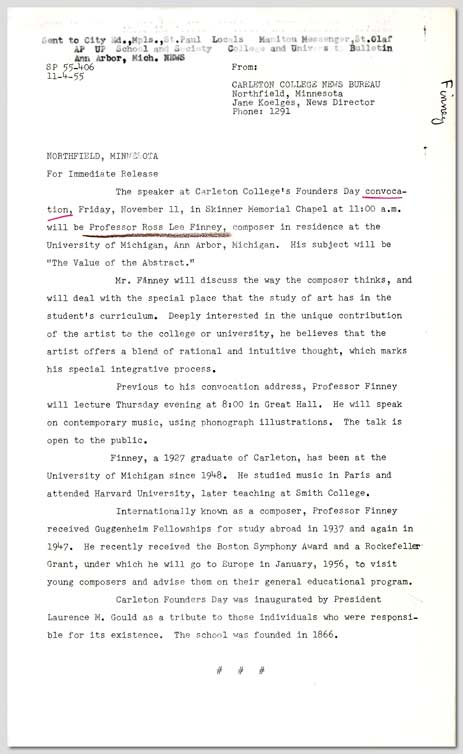 Sent to City Ed.,Mpls.,St.Paul Locals Manitou Messenger,St.Olaf
AP UP School and Society College and Universit Bulletin
Ann Arbor, Mich. NEWS
SP 55-406
11-4-55
From:
CARLETON COLLEGE NEWS BUREAU
Northfield, Minnesota
Jane Koelges, News Director
Phone: 1291
Finney
NORTHFIELD, MINNESOTA
For Immediate Release
The speaker at Carleton College's Founders Day convoca-
tion, Friday, November 11, in Skinner Memorial Chapel at 11:00 a.m.
will be Professor Ross Lee Finney, composer in residence at the
University of Michigan, Ann Arbor, Michigan. His subject will be
"The Value of the Abstract."
Mr. Finney will discuss the way the composer thinks, and
will deal with the special place that the study of art has in the
student's curriculum. Deeply interested in the unique contribution
of the artist to the college or university, he believes that the
artist offers a blend of rational and intuitive thought, which marks
his special integrative process.
Previous to his convocation address, Professor Finney
will lecture Thursday evening at 8:00 in Great Hall. He will speak
on contemporary music, using phonograph illustrations. The talk is
open to the public.
Finney, a 1927 graduate of Carleton, has been at the
University of Michigan since 1948. He studied music in Paris and
attended Harvard University, later teaching at Smith College.
Internationally known as a composer, Professor Finney
received Guggenheim Fellowships for study abroad in 1937 and again in
1947. He recently received the Boston Symphony Award and a Rockefeller
Grant, under which he will go to Europe in January, 1956, to visit
young composers and advise them on their general educational program.
Carleton Founders Day was inaugurated by President
Laurence M. Gould as a tribute to those individuals who were responsi-
ble for its existence. The school was founded in 1866.
# # #